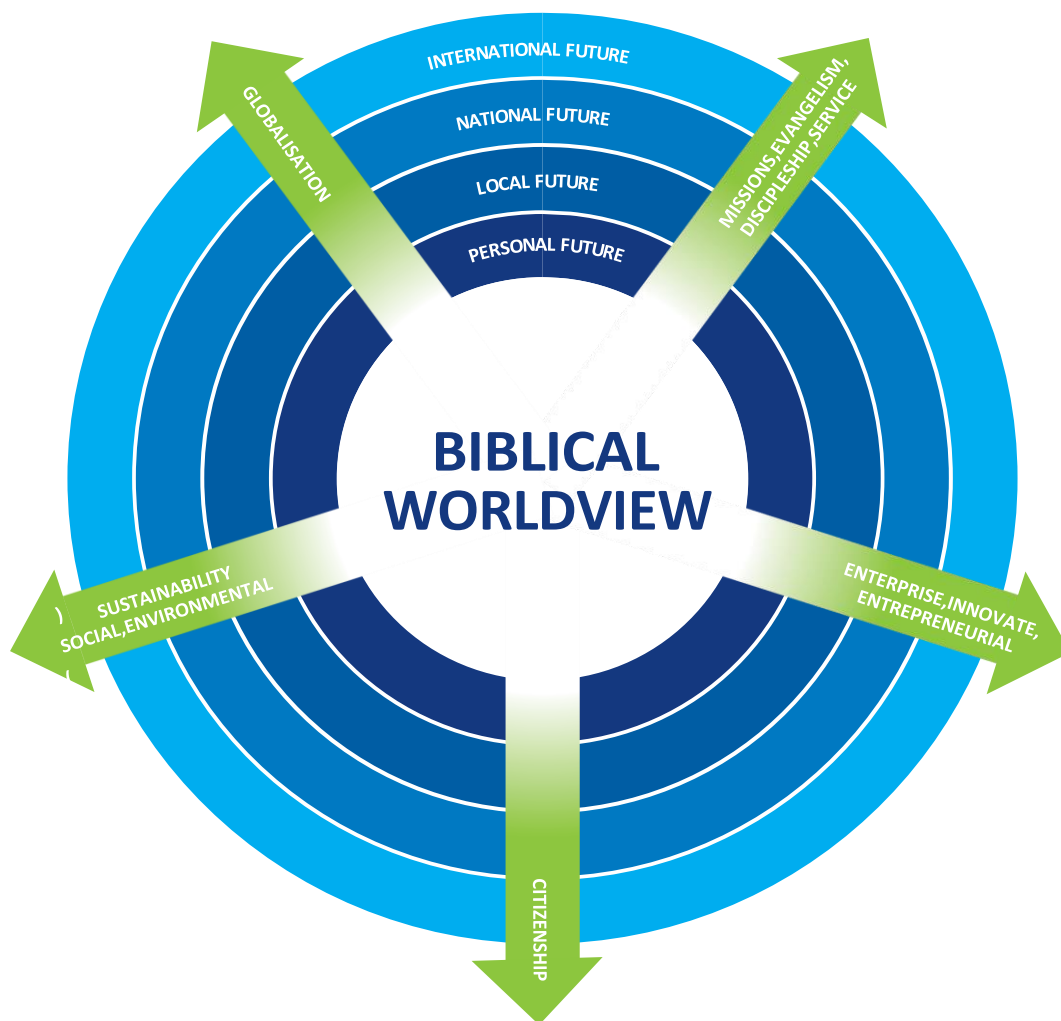 INTERNATIONAL FUTURE
NATIONAL FUTURE
LOCAL FUTURE
PERSONAL FUTURE
GLOBALISATION
MISSIONS,EVANGELISM,
DISCIPLESHIP,SERVICE
BIBLICAL
WORLDVIEW
SUSTAINABILITY
SOCIAL,ENVIRONMENTAL
)
(
ENTERPRISE,INNOVATE,
ENTREPRENEURIAL
CITIZENSHIP